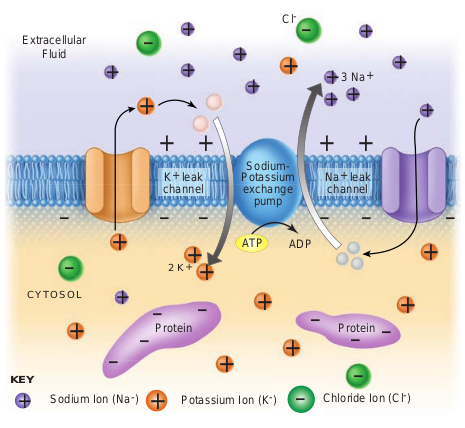 Extracellular
Fluid
Cl-
3 Na+
K+ leak
channel
Sodium-
Potassium
exchange
pump
Na+ leak
channel
ATP
ADP
2 K+
CYTOSOL
Protein
Protein
KEY
Sodium Ion (Na+)
Potassium Ion (K-)
Chloride Ion (Cl-)